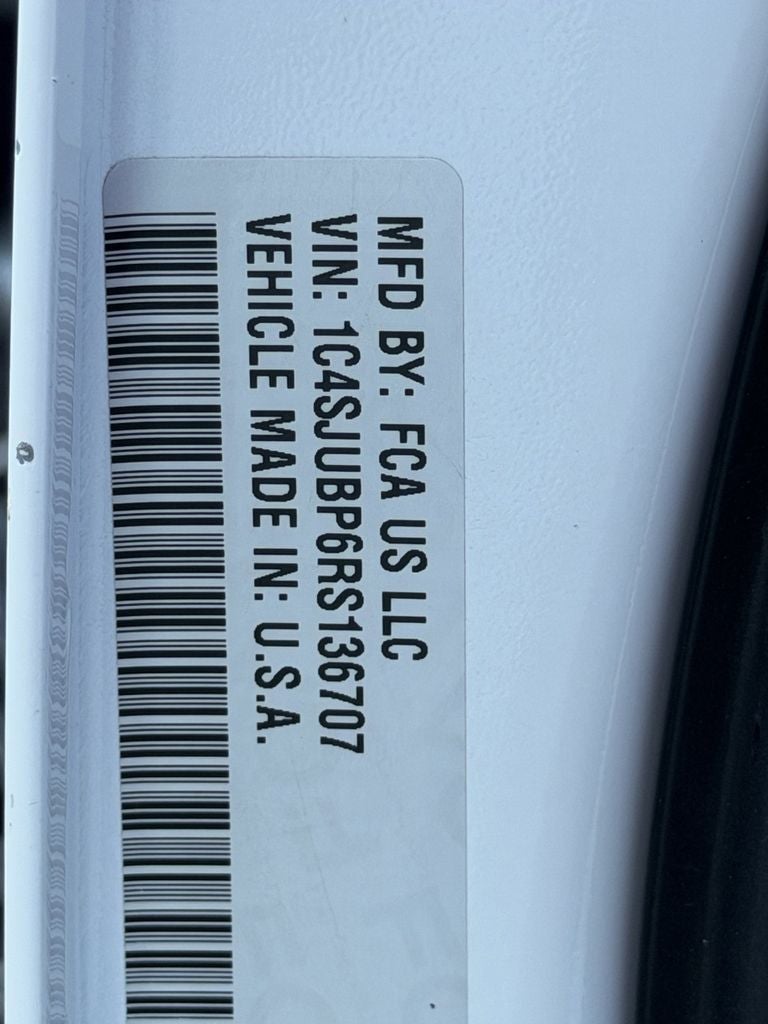 MFD BY: FCA US LLC
VIN: 1C4SJUBP6RS136707
VEHICLE MADE IN: U.S.A.